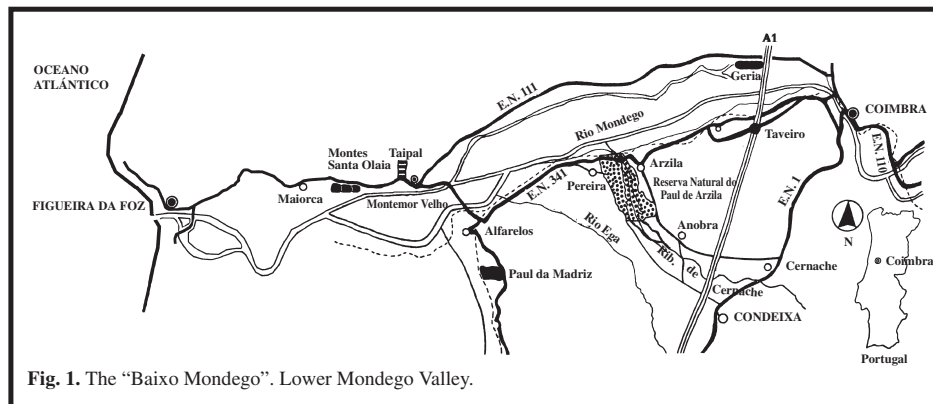 A1
OCEANO
ATLÁNTICO
Geria
E.N. 111
COIMBRA
Rio Mondego
Taveiro
E.N. 110
Montes
Santa Olaia
Taipal
Arzila
E.N. 341
Pereira
Reserva Natural do
Paul de Arzila
E.N. 1
Maiorca
Montemor Velho
FIGUEIRA DA FOZ
Rio Ega
Anobra
Alfarelos
N
Rib. de
Cernache
Cernache
Coimbra
Paul da Madriz
CONDEIXA
Portugal
Fig. 1. The “Baixo Mondego”. Lower Mondego Valley.